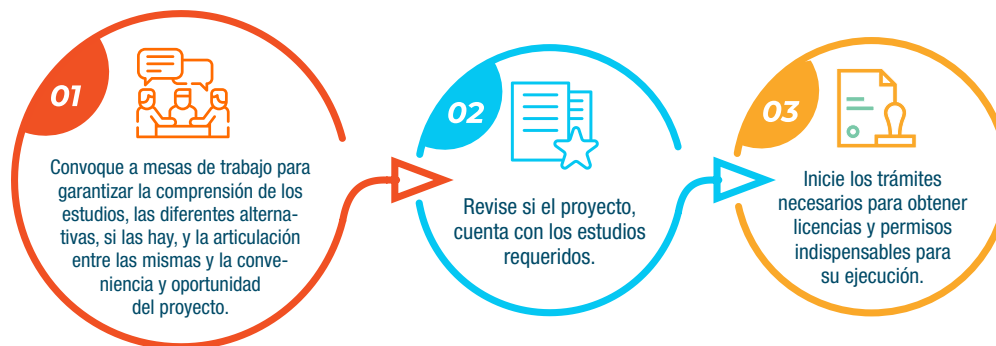 01
Convoque a mesas de trabajo para
garantizar la comprensión de los
estudios, las diferentes alterna-
tivas, si las hay, y la articulación
entre las mismas y la conve-
niencia y oportunidad
del proyecto.
02
Revise si el proyecto,
cuenta con los estudios
requeridos.
03
Inicie los trámites
necesarios para obtener
licencias y permisos
indispensables para
su ejecución.